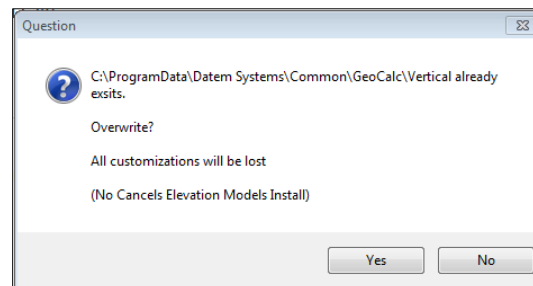 Question
C:\ProgramData\Datem Systems\Common\GeoCalc\Vertical already
exsits.
Overwrite?
All customizations will be lost
(No Cancels Elevation Models Install)
Yes No